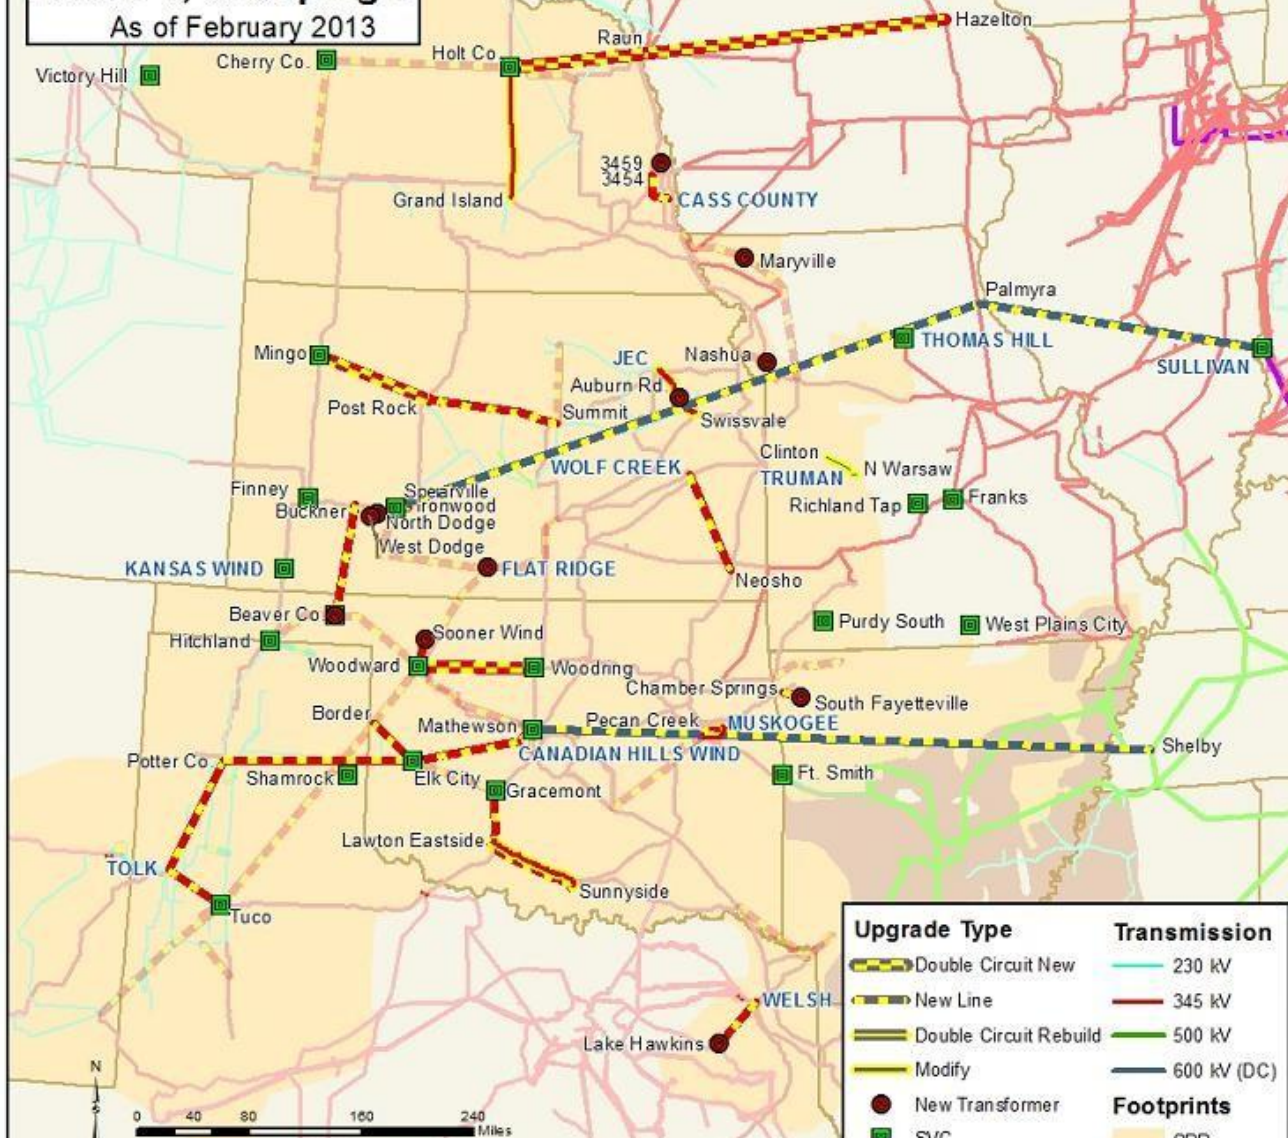 As of February 2013
Hazelton
Raun
Holt Co.
Cherry Co.
Victory Hill
3459
3454
Grand Island
CASS COUNTY
Maryville
Palmyra
THOMAS HILL
SULLIVAN
Mingo
JEC
Nashua
Auburn Rd
Post Rock
Summit
Swissvale
Clinton
WOLF CREEK
TRUMAN
N Warsaw
Finney
Spearville
Ironwood
Buckner
North Dodge
Richland Tap
Franks
West Dodge
KANSAS WIND
FLAT RIDGE
Neosho
Beaver Co.
Purdy South
West Plains City
Hitchland
Sooner Wind
Woodward
Woodring
Chamber Springs
South Fayetteville
Border
Mathewson
Pecan Creek
MUSKOGEE
CANADIAN HILLS WIND
Shelby
Potter Co.
Shamrock
Elk City
Ft. Smith
Gracemont
Lawton Eastside
TOLK
Sunnyside
Tuco
WELSH
Lake Hawkins
N
S
0 40 80 160 240
Miles
Upgrade Type
Double Circuit New
New Line
Double Circuit Rebuild
Modify
New Transformer
SVC
Transmission
230 kV
345 kV
500 kV
600 kV (DC)
Footprints